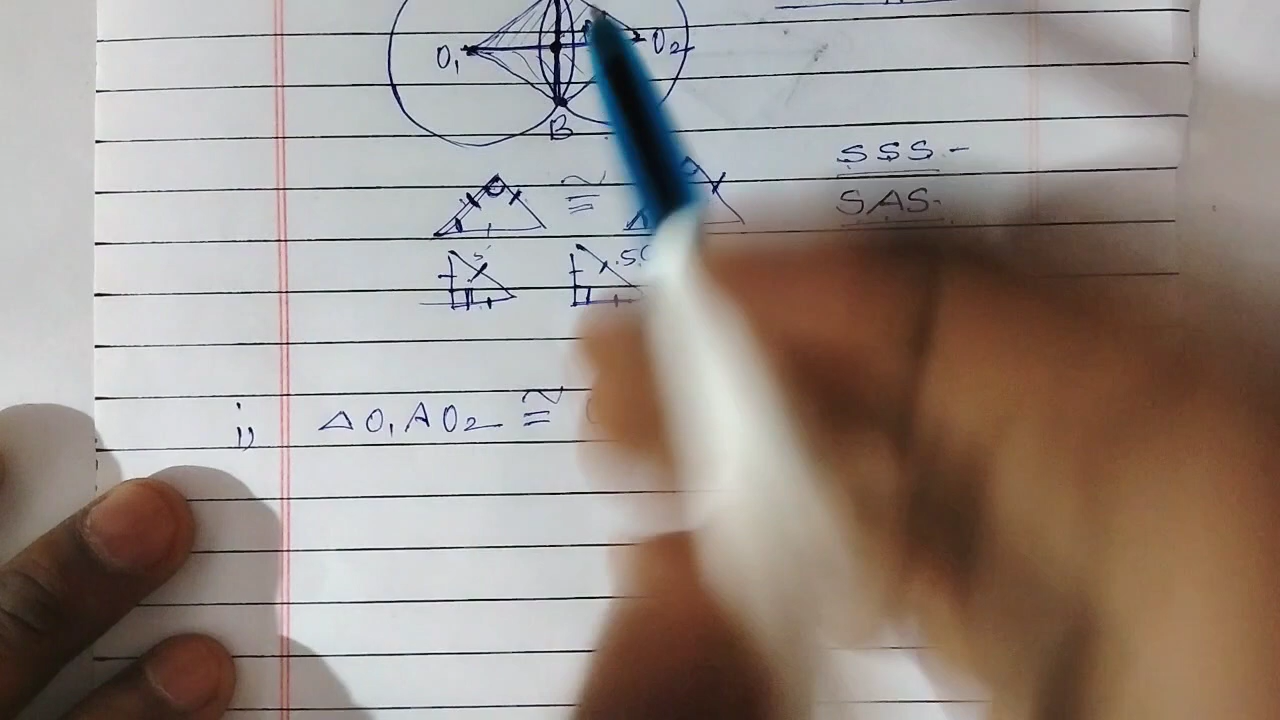 O₁ O₂
B
SSS -
≅
SAS.
i) △O₁AO₂ ≅